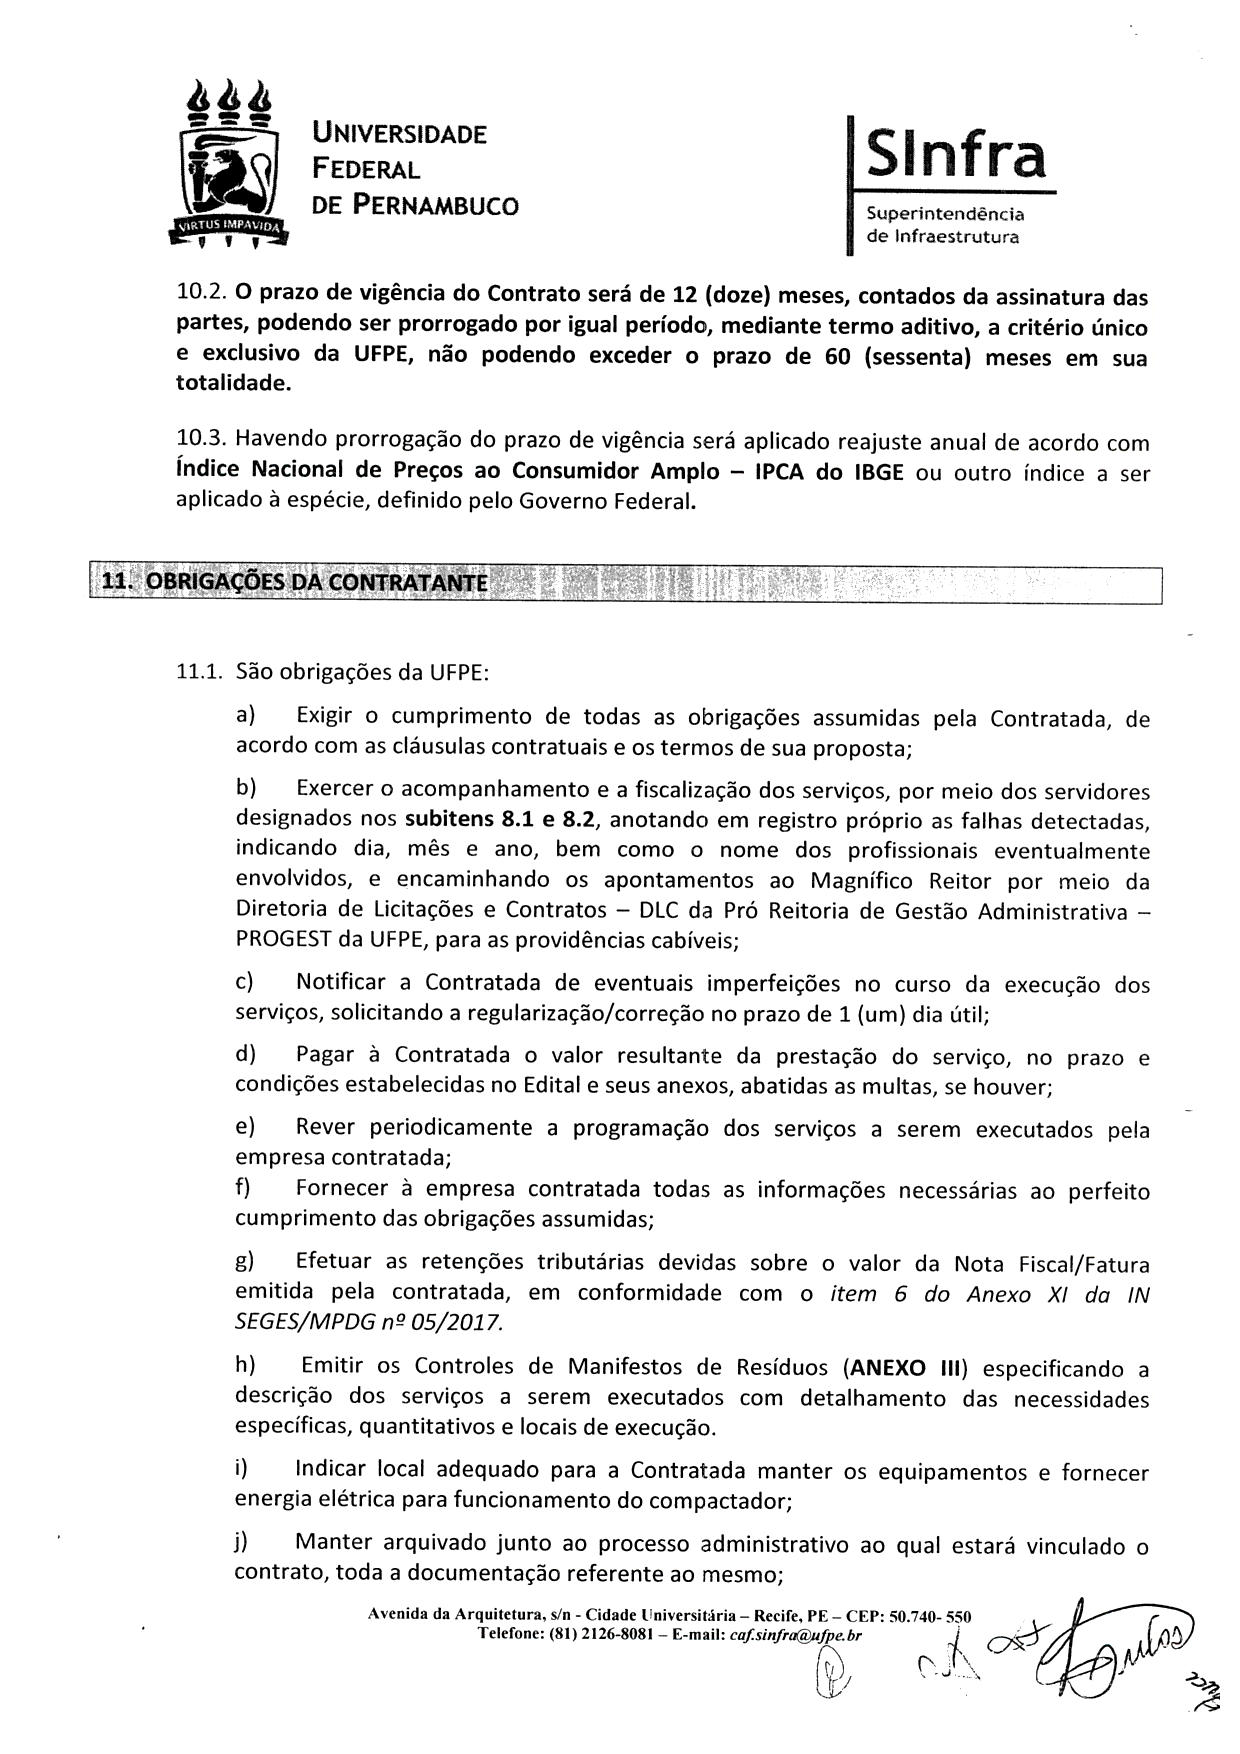 UNIVERSIDADE
FEDERAL
DE PERNAMBUCO
VIRTUS IMPAVIDA
SInfra
Superintendência
de Infraestrutura
10.2. O prazo de vigência do Contrato será de 12 (doze) meses, contados da assinatura das
partes, podendo ser prorrogado por igual período, mediante termo aditivo, a critério único
e exclusivo da UFPE, não podendo exceder o prazo de 60 (sessenta) meses em sua
totalidade.
10.3. Havendo prorrogação do prazo de vigência será aplicado reajuste anual de acordo com
Índice Nacional de Preços ao Consumidor Amplo – IPCA do IBGE ou outro índice a ser
aplicado à espécie, definido pelo Governo Federal.
11. OBRIGAÇÕES DA CONTRATANTE
11.1. São obrigações da UFPE:
a) Exigir o cumprimento de todas as obrigações assumidas pela Contratada, de
acordo com as cláusulas contratuais e os termos de sua proposta;
b) Exercer o acompanhamento e a fiscalização dos serviços, por meio dos servidores
designados nos subitens 8.1 e 8.2, anotando em registro próprio as falhas detectadas,
indicando dia, mês e ano, bem como o nome dos profissionais eventualmente
envolvidos, e encaminhando os apontamentos ao Magnífico Reitor por meio da
Diretoria de Licitações e Contratos – DLC da Pró Reitoria de Gestão Administrativa –
PROGEST da UFPE, para as providências cabíveis;
c) Notificar a Contratada de eventuais imperfeições no curso da execução dos
serviços, solicitando a regularização/correção no prazo de 1 (um) dia útil;
d) Pagar à Contratada o valor resultante da prestação do serviço, no prazo e
condições estabelecidas no Edital e seus anexos, abatidas as multas, se houver;
e) Rever periodicamente a programação dos serviços a serem executados pela
empresa contratada;
f) Fornecer à empresa contratada todas as informações necessárias ao perfeito
cumprimento das obrigações assumidas;
g) Efetuar as retenções tributárias devidas sobre o valor da Nota Fiscal/Fatura
emitida pela contratada, em conformidade com o item 6 do Anexo XI da IN
SEGES/MPDG nº 05/2017.
h) Emitir os Controles de Manifestos de Resíduos (ANEXO III) especificando a
descrição dos serviços a serem executados com detalhamento das necessidades
específicas, quantitativos e locais de execução.
i) Indicar local adequado para a Contratada manter os equipamentos e fornecer
energia elétrica para funcionamento do compactador;
j) Manter arquivado junto ao processo administrativo ao qual estará vinculado o
contrato, toda a documentação referente ao mesmo;
Avenida da Arquitetura, s/n - Cidade Universitária – Recife, PE – CEP: 50.740- 550
Telefone: (81) 2126-8081 – E-mail: caf.sinfra@ufpe.br